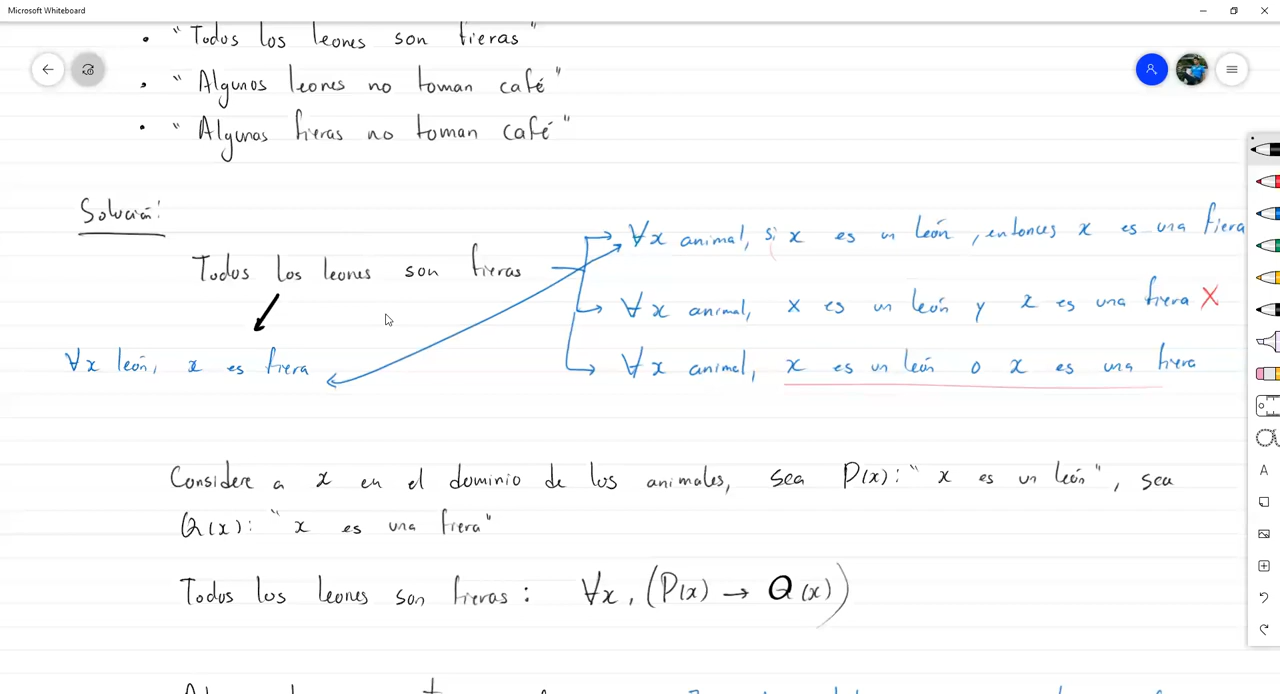 Microsoft Whiteboard
• "Todos los leones son fieras"
• "Algunos leones no toman café"
• "Algunas fieras no toman café"
Solución:
∀x animal, si x es un león, entonces x es una fiera
Todos los leones son fieras
∀x animal, x es un león y x es una fiera X
∀x león, x es fiera
∀x animal, x es un león o x es una fiera
Considere a x en el dominio de los animales, sea P(x): "x es un león", sea
Q(x): "x es una fiera"
Todos los leones son fieras: ∀x, (P(x) → Q(x))